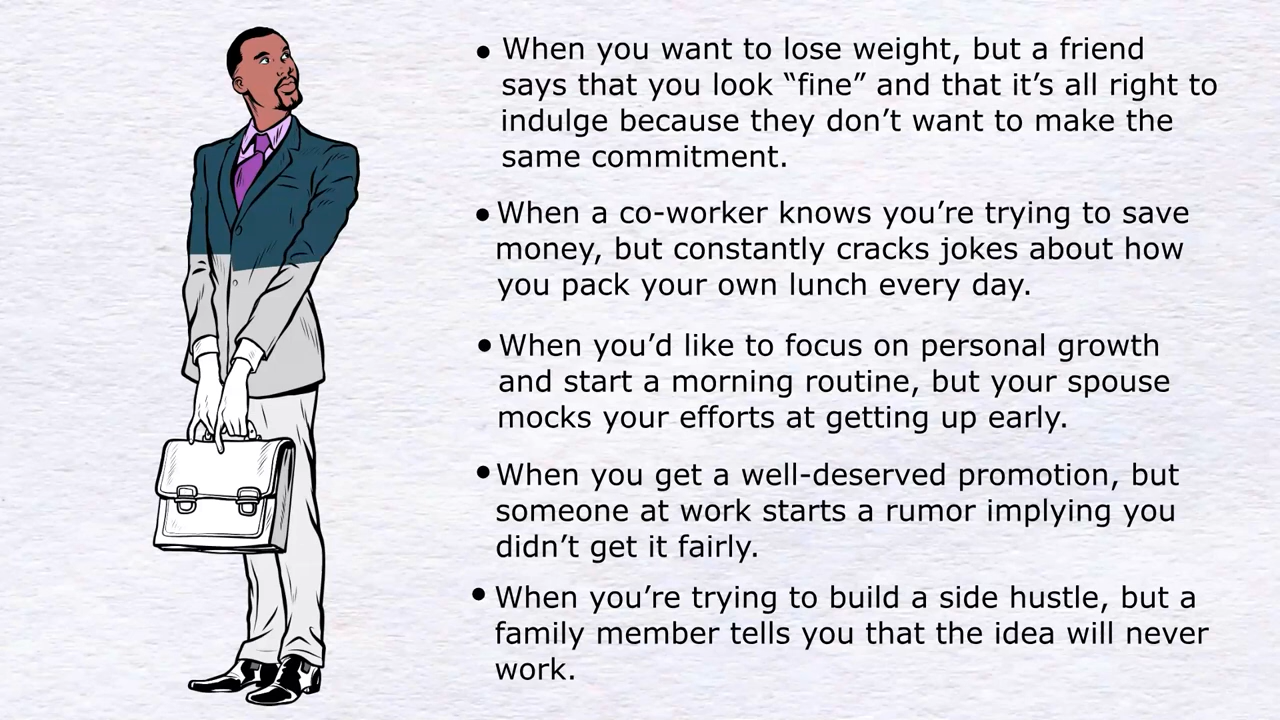 • When you want to lose weight, but a friend
says that you look “fine” and that it’s all right to
indulge because they don’t want to make the
same commitment.
• When a co-worker knows you’re trying to save
money, but constantly cracks jokes about how
you pack your own lunch every day.
• When you’d like to focus on personal growth
and start a morning routine, but your spouse
mocks your efforts at getting up early.
• When you get a well-deserved promotion, but
someone at work starts a rumor implying you
didn’t get it fairly.
• When you’re trying to build a side hustle, but a
family member tells you that the idea will never
work.